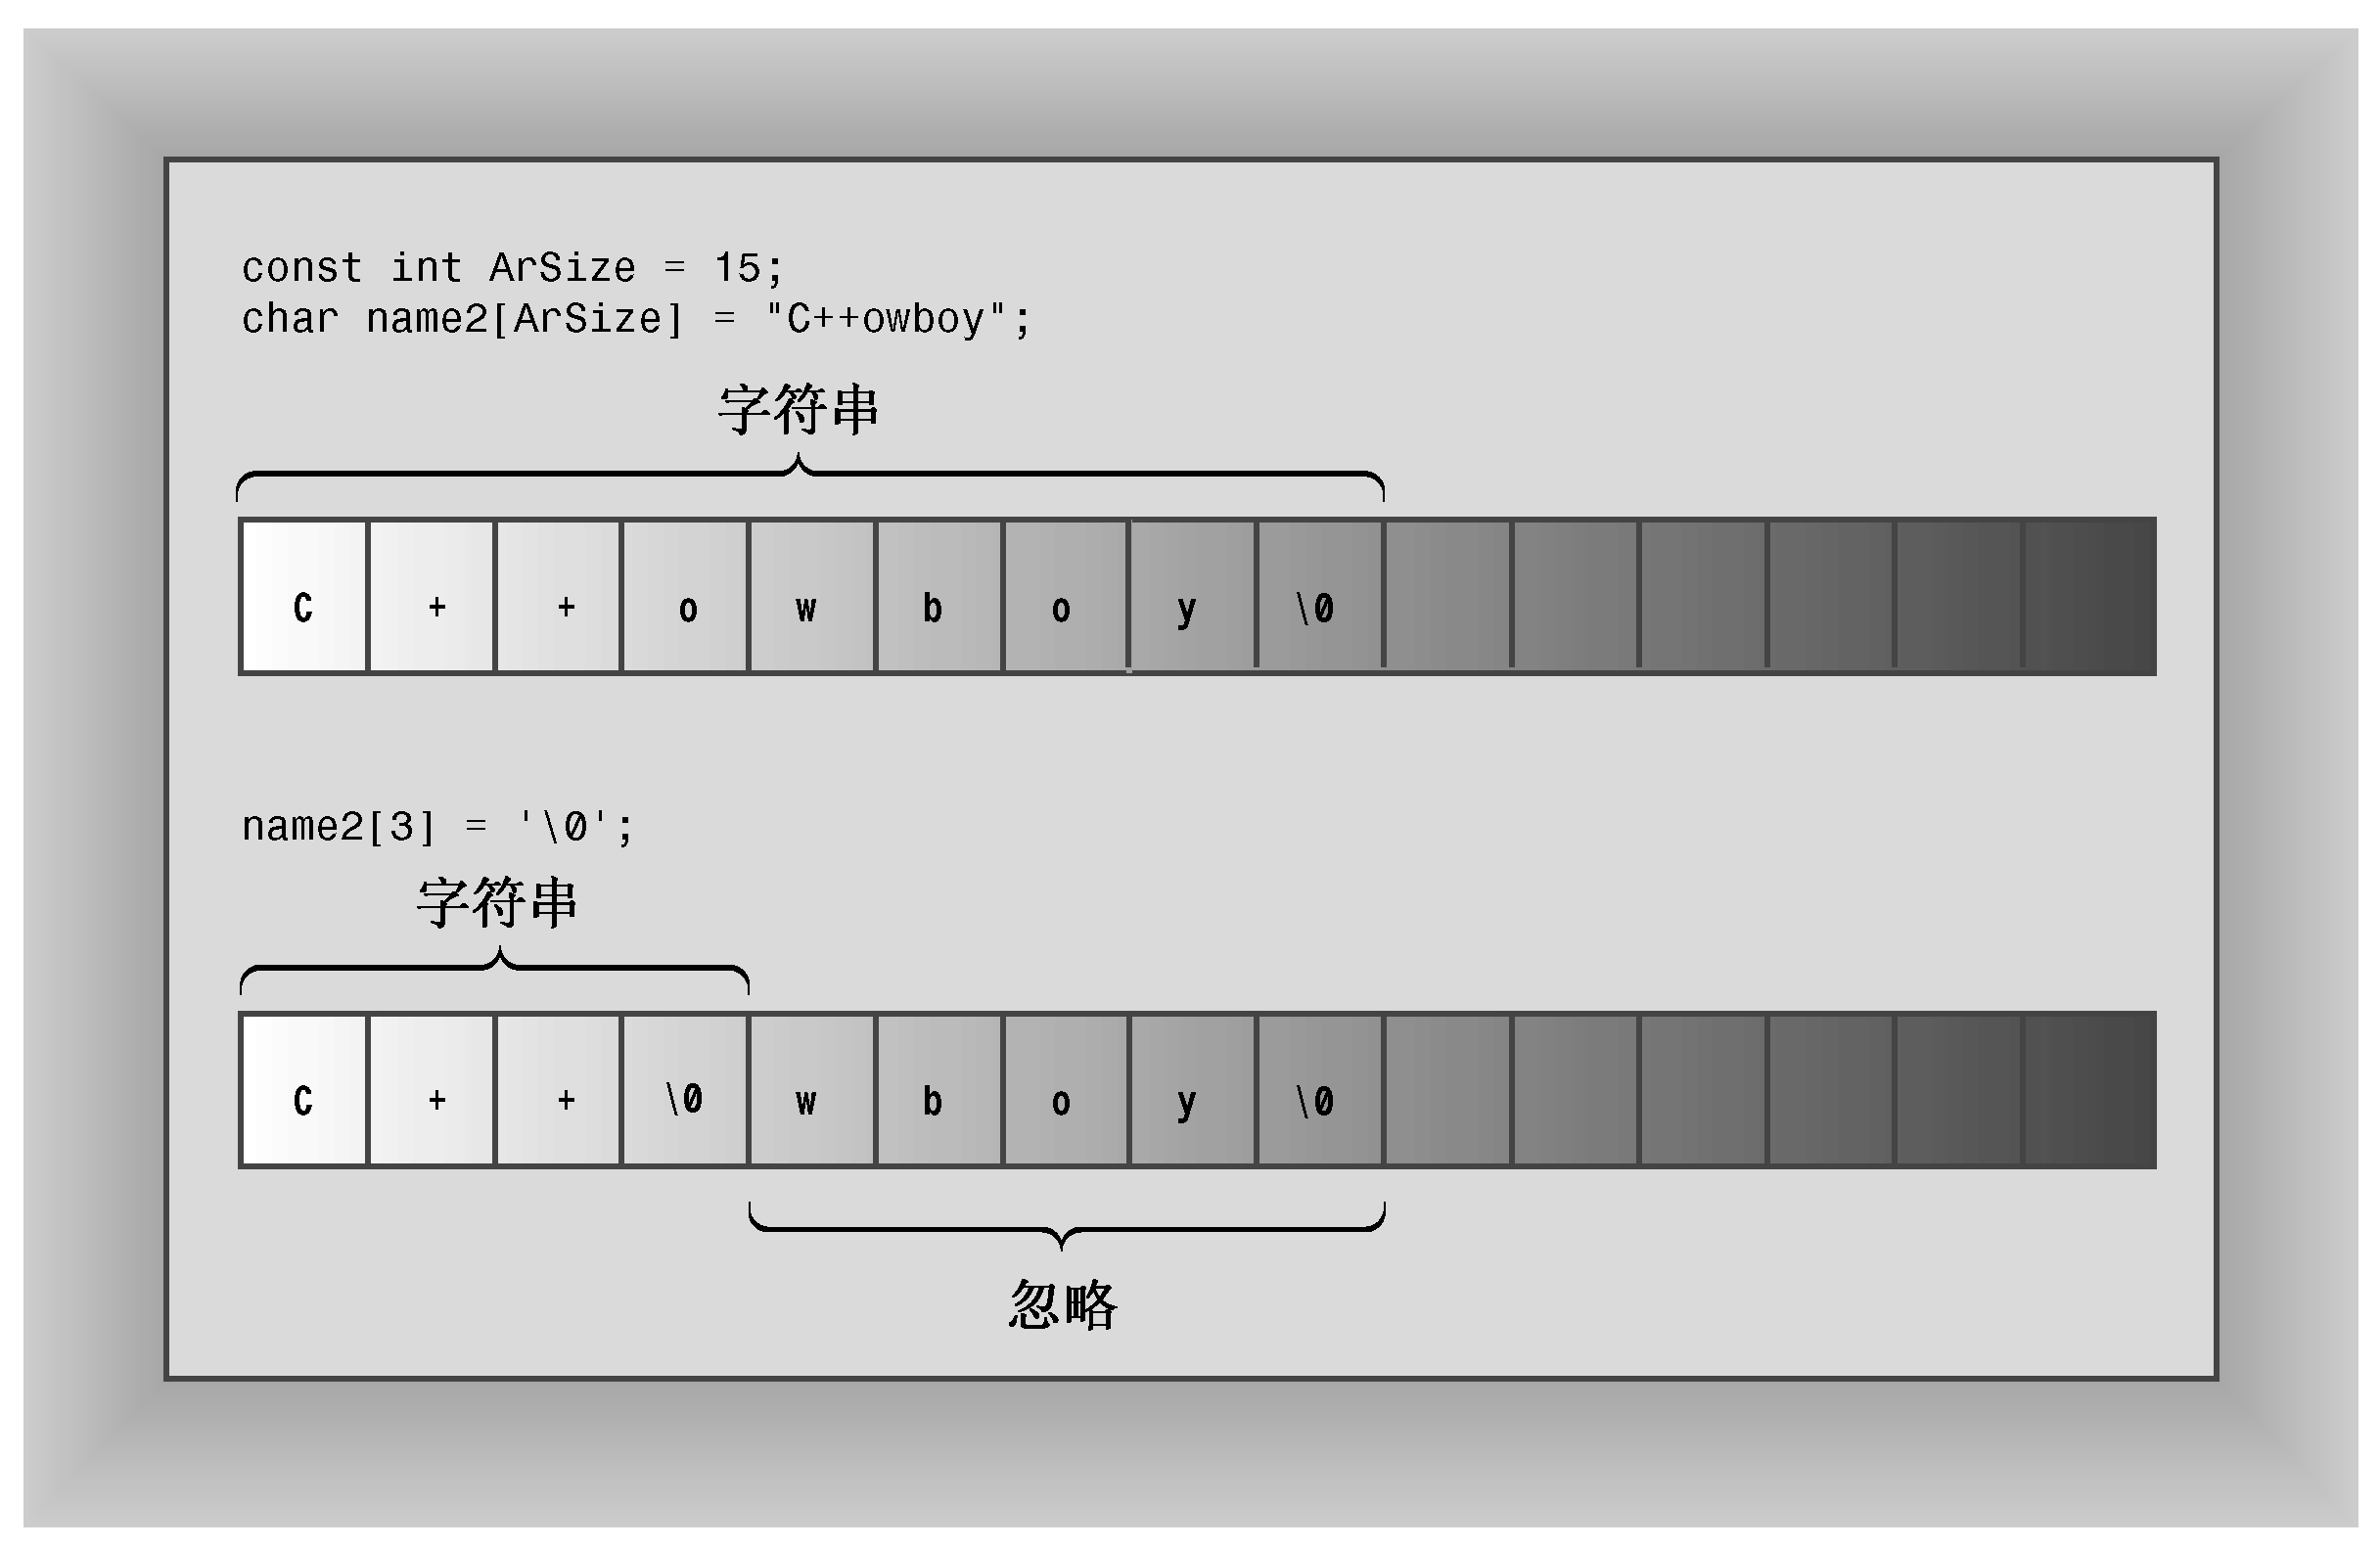 const int ArSize = 15;
char name2[ArSize] = "C++owboy";
字符串
C + + o w b o y \0
name2[3] = '\0';
字符串
C + + \0 w b o y \0
忽略